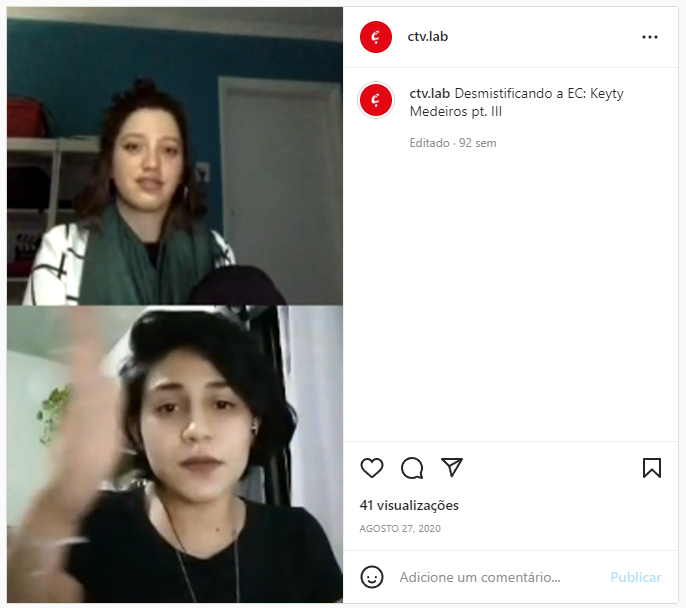 ctv.lab
ctv.lab Desmistificando a EC: Keyty
Medeiros pt. III
Editado · 92 sem
41 visualizações
AGOSTO 27, 2020
Adicione um comentário... Publicar